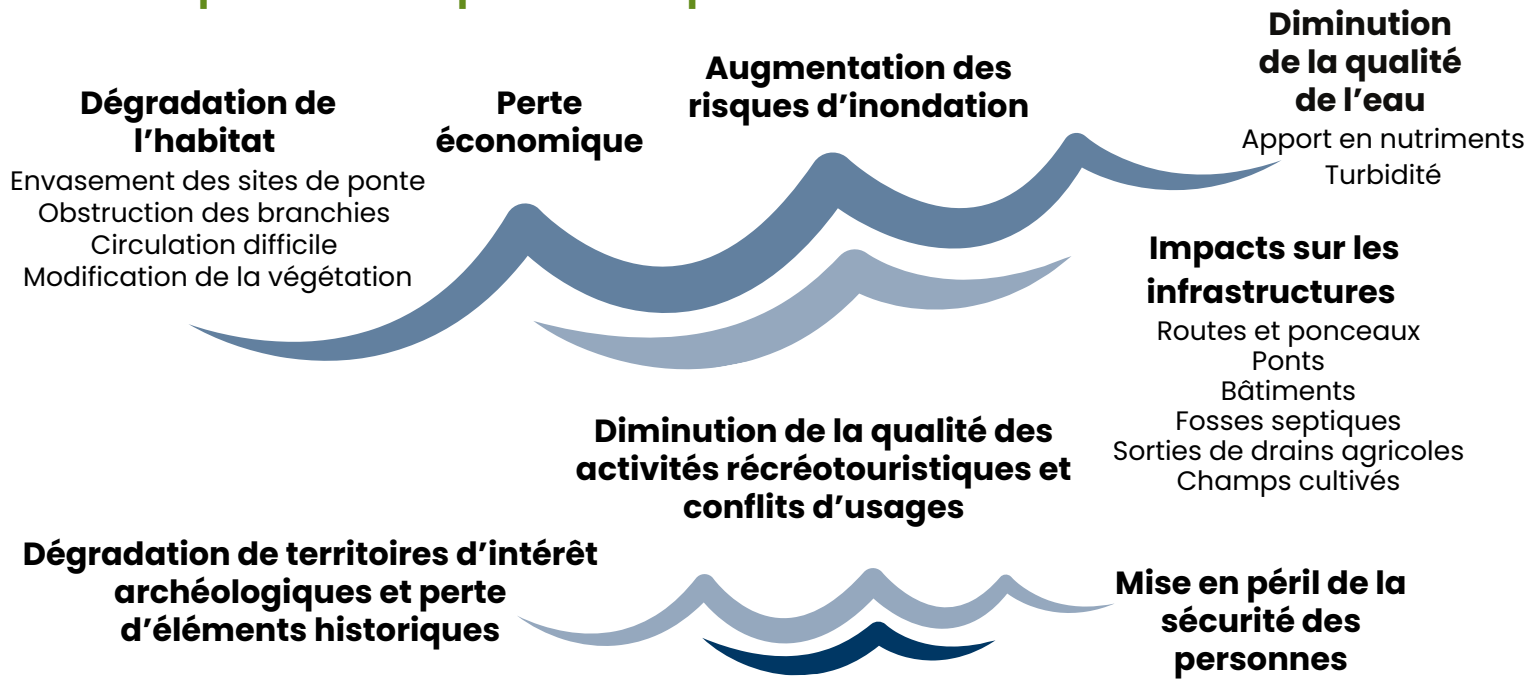 Dégradation de
l’habitat
Envasement des sites de ponte
Obstruction des branchies
Circulation difficile
Modification de la végétation
Perte
économique
Augmentation des
risques d’inondation
Diminution
de la qualité
de l’eau
Apport en nutriments
Turbidité
Impacts sur les
infrastructures
Routes et ponceaux
Ponts
Bâtiments
Fosses septiques
Sorties de drains agricoles
Champs cultivés
Diminution de la qualité des
activités récréotouristiques et
conflits d’usages
Dégradation de territoires d’intérêt
archéologiques et perte
d’éléments historiques
Mise en péril de la
sécurité des
personnes